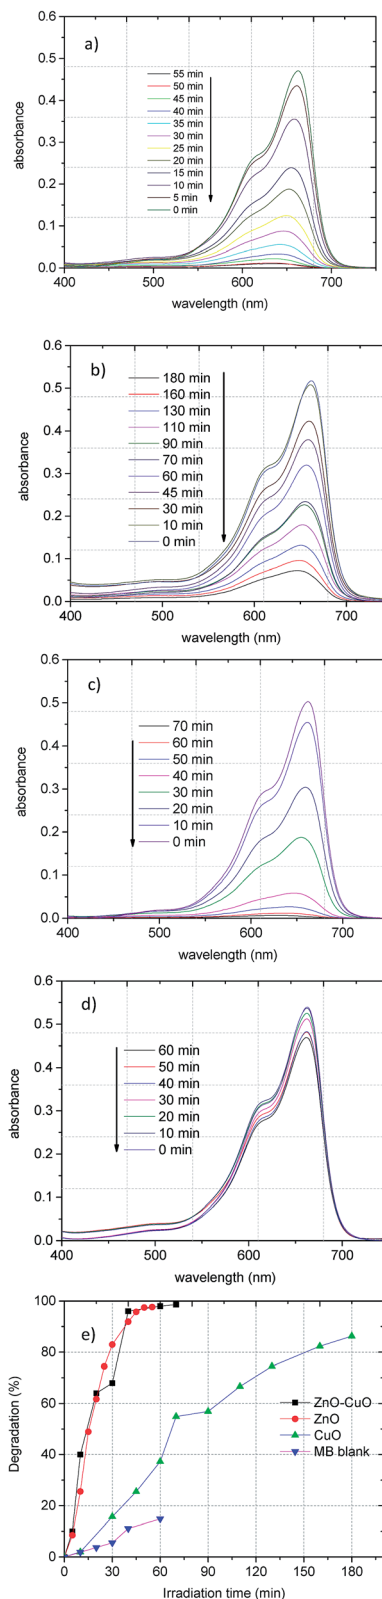 a)
0.6
0.5
0.4
0.3
0.2
0.1
0.0
absorbance
55 min
50 min
45 min
40 min
35 min
30 min
25 min
20 min
15 min
10 min
5 min
0 min
400 500 600 700
wavelength (nm)
b)
0.6
0.5
0.4
0.3
0.2
0.1
0.0
absorbance
180 min
160 min
130 min
110 min
90 min
70 min
60 min
45 min
30 min
10 min
0 min
400 500 600 700
wavelength (nm)
c)
0.6
0.5
0.4
0.3
0.2
0.1
0.0
absorbance
70 min
60 min
50 min
40 min
30 min
20 min
10 min
0 min
400 500 600 700
wavelength (nm)
d)
0.6
0.5
0.4
0.3
0.2
0.1
0.0
absorbance
60 min
50 min
40 min
30 min
20 min
10 min
0 min
400 500 600 700
wavelength (nm)
e)
100
80
60
40
20
0
Degradation (%)
ZnO-CuO
ZnO
CuO
MB blank
0 30 60 90 120 150 180
Irradiation time (min)